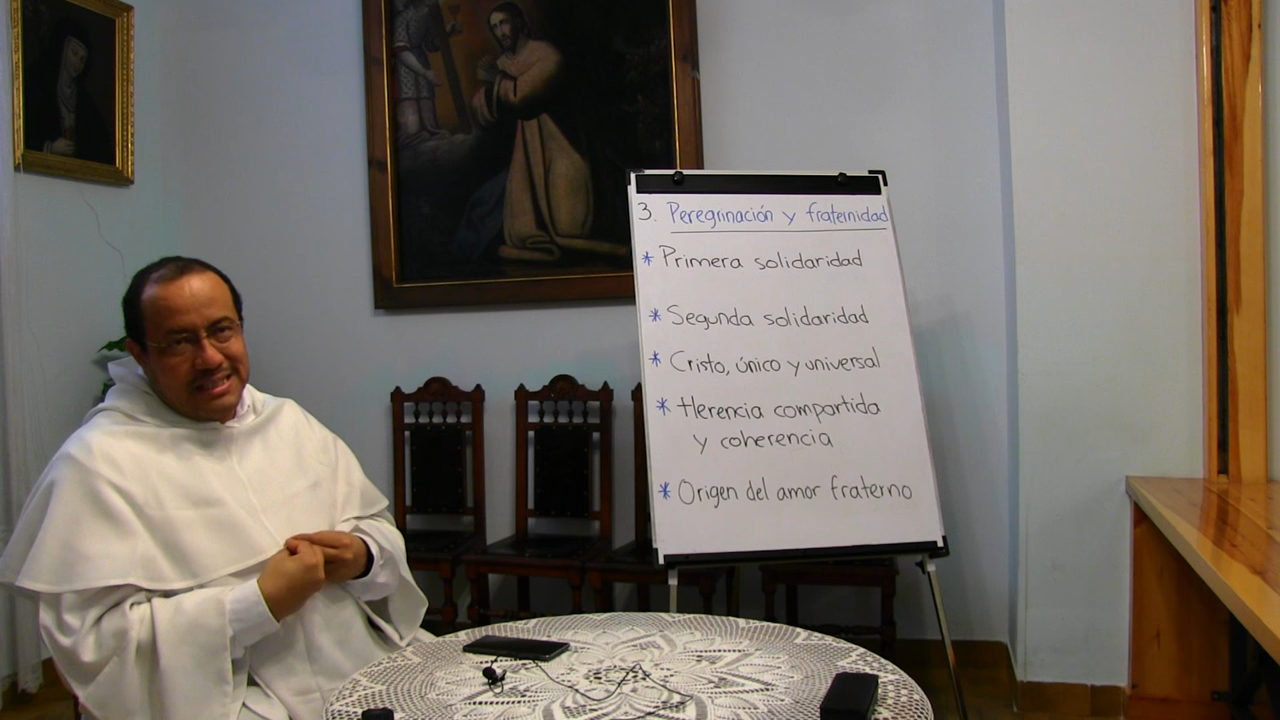 3. Peregrinación y fraternidad
* Primera solidaridad
* Segunda solidaridad
* Cristo, único y universal
* Herencia compartida
y coherencia
* Origen del amor fraterno